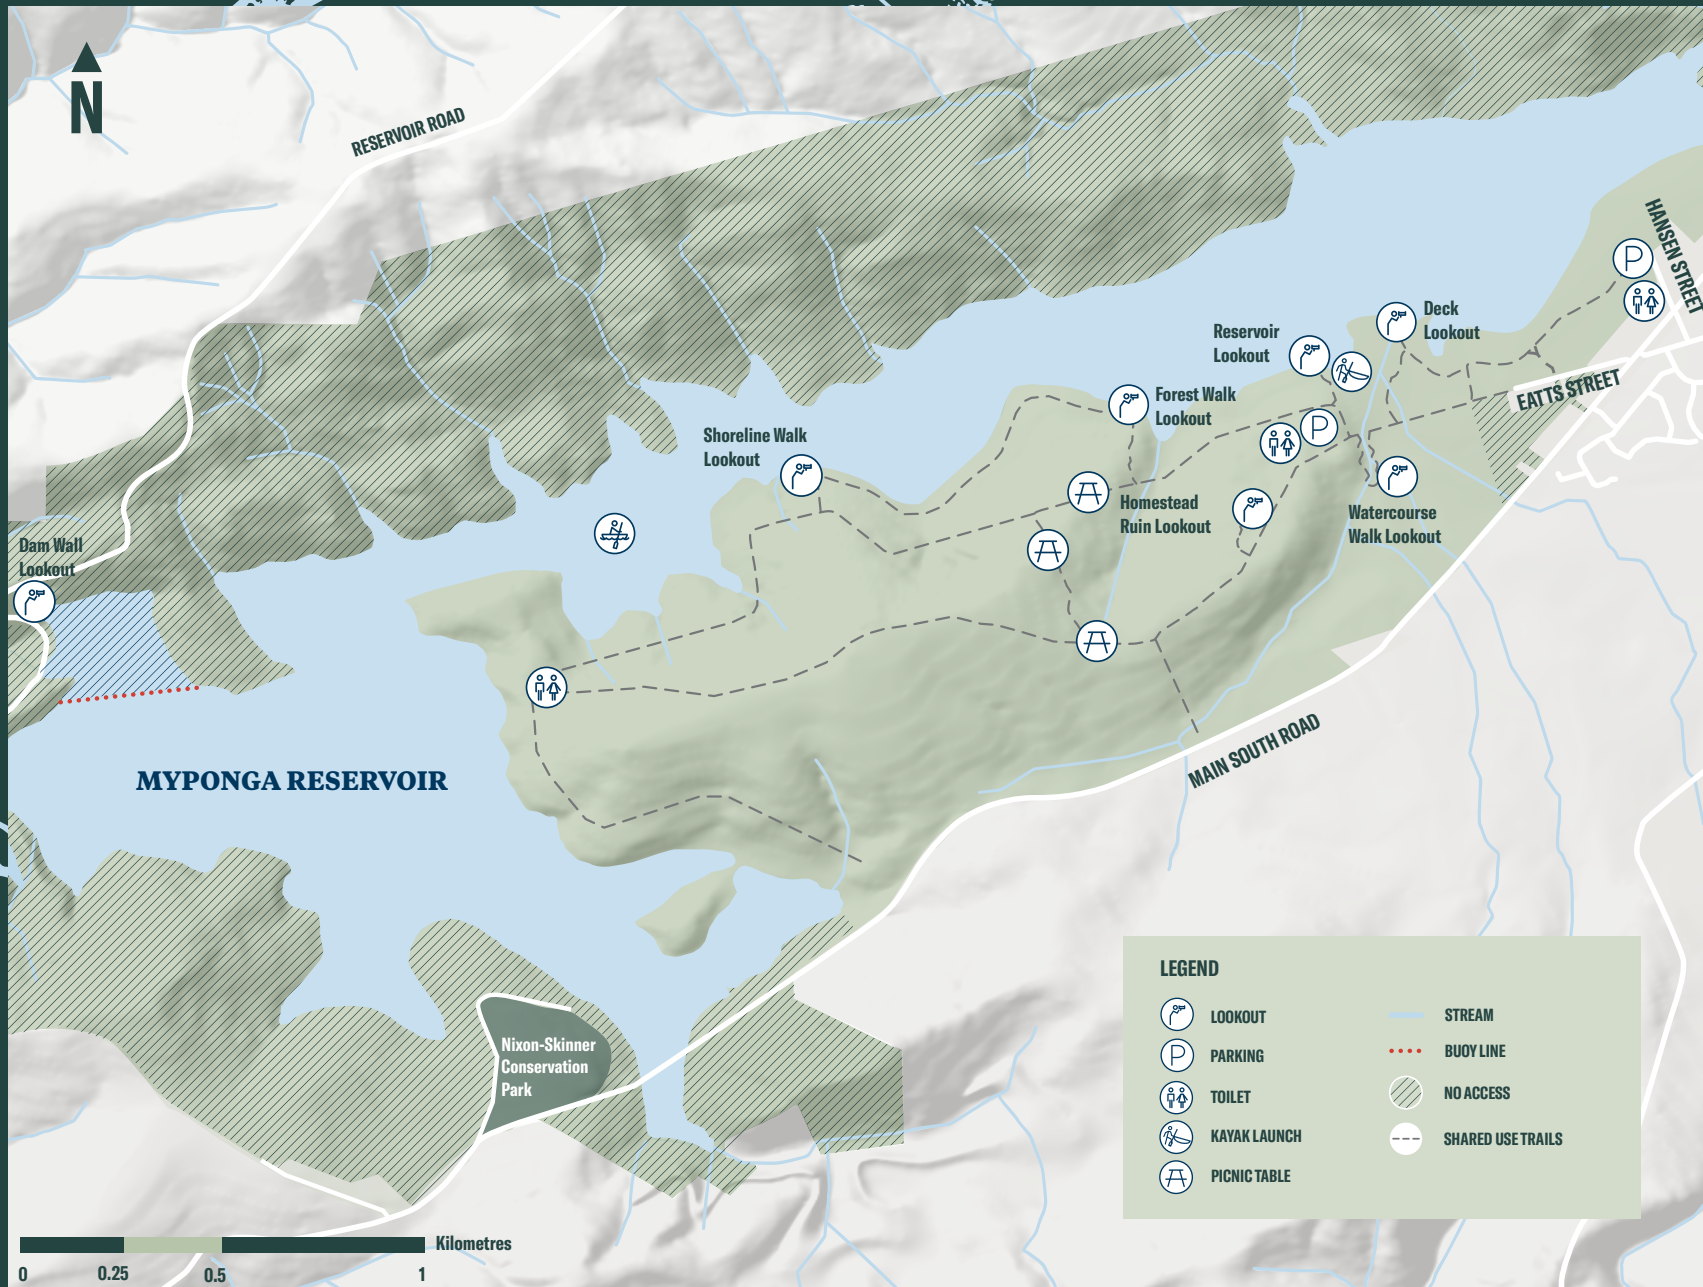 N
RESERVOIR ROAD
HANSEN STREET
P
Deck
Lookout
Reservoir
Lookout
EATTS STREET
Forest Walk
Lookout
P
Shoreline Walk
Lookout
Homestead
Ruin Lookout
Watercourse
Walk Lookout
Dam Wall
Lookout
MAIN SOUTH ROAD
MYPONGA RESERVOIR
Nixon-Skinner
Conservation
Park
LEGEND
LOOKOUT
P PARKING
TOILET
KAYAK LAUNCH
PICNIC TABLE
STREAM
BUOY LINE
NO ACCESS
SHARED USE TRAILS
Kilometres
0 0.25 0.5 1